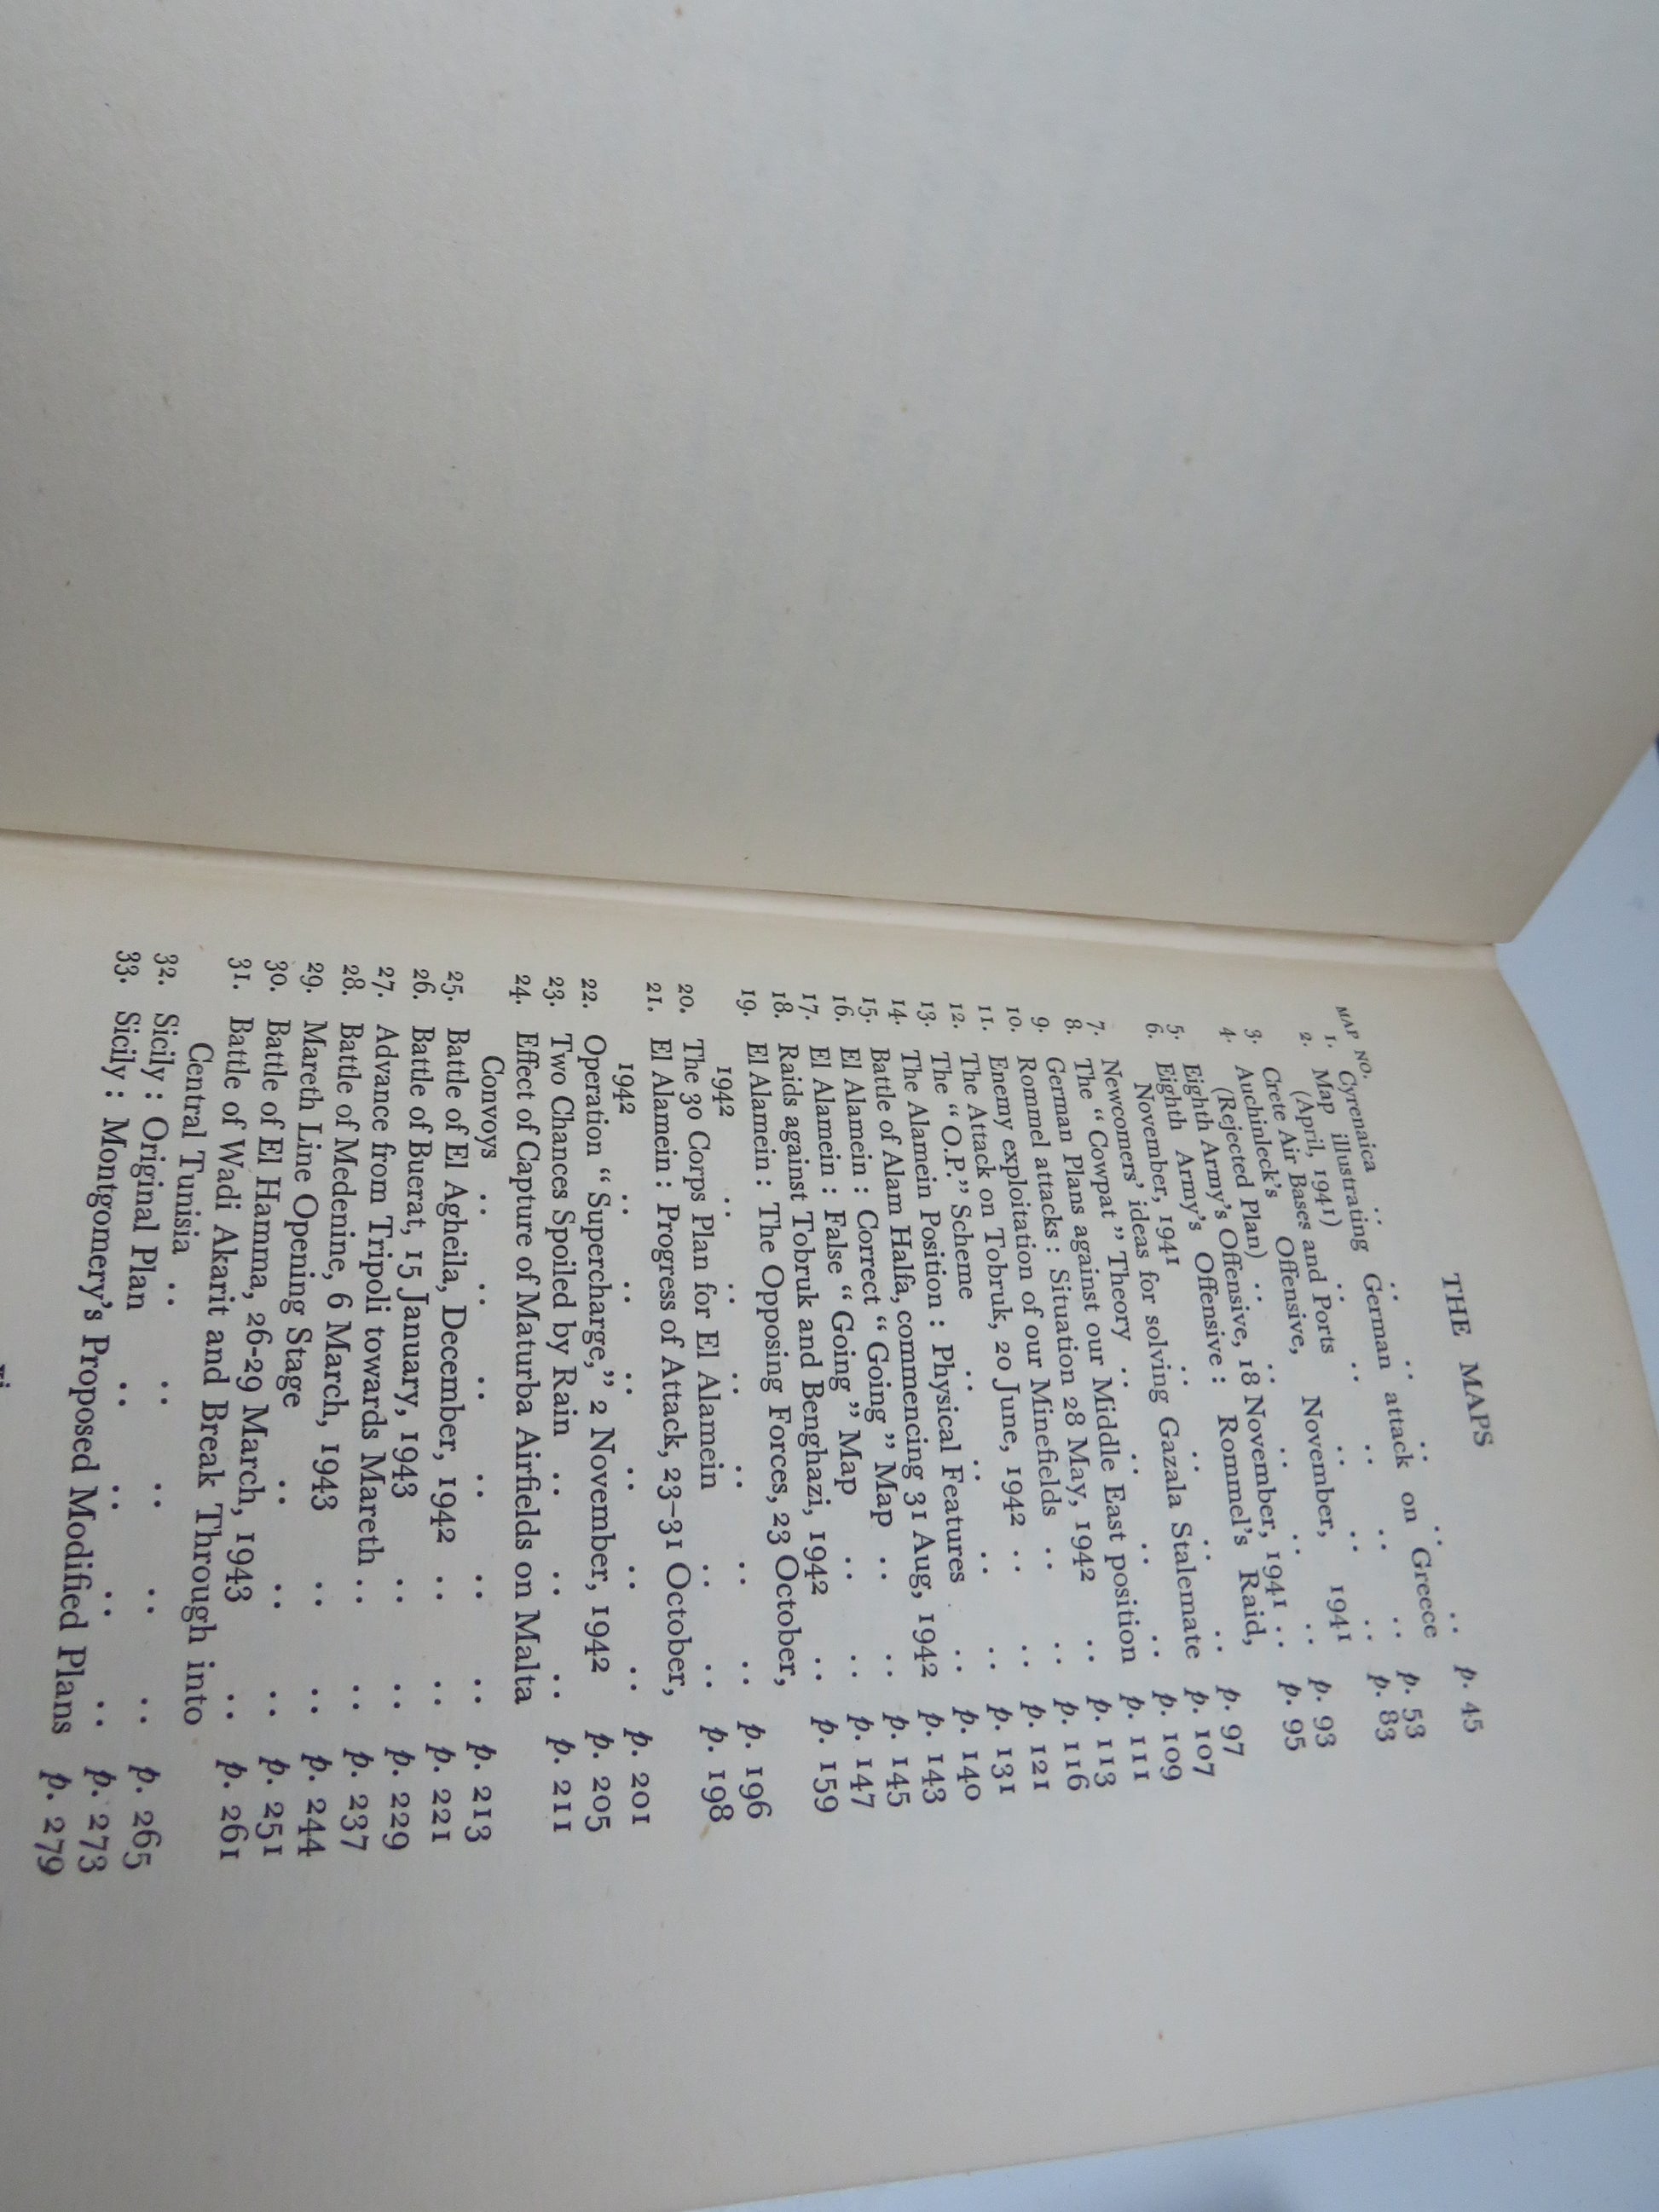 THE MAPS
MAP NO.
1. Cyrenaica .. .. .. .. .. .. p. 45
2. Map illustrating German attack on Greece
(April, 1941) .. .. .. .. .. p. 53
3. Crete Air Bases and Ports .. .. .. .. p. 83
4. Auchinleck's Offensive, November, 1941
(Rejected Plan) .. .. .. .. .. p. 93
5. Eighth Army's Offensive, 18 November, 1941 .. p. 95
6. Eighth Army's Offensive : Rommel's Raid,
November, 1941 .. .. .. .. p. 97
7. Newcomers' ideas for solving Gazala Stalemate p. 107
8. The "Cowpat" Theory .. .. .. .. p. 109
9. German Plans against our Middle East position p. 111
10. Rommel attacks : Situation 28 May, 1942 .. p. 113
11. Enemy exploitation of our Minefields .. .. p. 116
12. The Attack on Tobruk, 20 June, 1942 .. .. p. 121
13. The "O.P." Scheme .. .. .. .. p. 131
14. The Alamein Position : Physical Features .. p. 140
15. Battle of Alam Halfa, commencing 31 Aug, 1942 p. 143
16. El Alamein : Correct "Going" Map .. .. p. 145
17. El Alamein : False "Going" Map .. .. p. 147
18. Raids against Tobruk and Benghazi, 1942 .. p. 159
19. El Alamein : The Opposing Forces, 23 October,
1942 .. .. .. .. .. .. p. 196
20. The 30 Corps Plan for El Alamein .. .. p. 198
21. El Alamein : Progress of Attack, 23-31 October,
1942 .. .. .. .. .. .. p. 201
22. Operation "Supercharge," 2 November, 1942 p. 205
23. Two Chances Spoiled by Rain .. .. .. p. 211
24. Effect of Capture of Maturba Airfields on Malta
Convoys .. .. .. .. .. .. p. 213
25. Battle of El Agheila, December, 1942 .. .. p. 221
26. Battle of Buerat, 15 January, 1943 .. .. p. 229
27. Advance from Tripoli towards Mareth .. .. p. 237
28. Battle of Medenine, 6 March, 1943 .. .. p. 244
29. Mareth Line Opening Stage .. .. .. p. 251
30. Battle of El Hamma, 26-29 March, 1943 .. p. 261
31. Battle of Wadi Akarit and Break Through into
Central Tunisia .. .. .. .. .. p. 265
32. Sicily : Original Plan .. .. .. .. p. 273
33. Sicily : Montgomery's Proposed Modified Plans p. 279